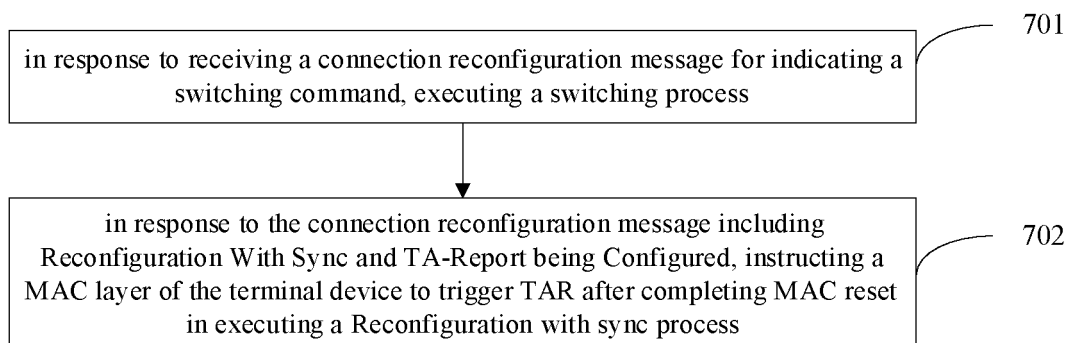 701
in response to receiving a connection reconfiguration message for indicating a
switching command, executing a switching process
in response to the connection reconfiguration message including
702
Reconfiguration With Sync and TA-Report being Configured, instructing a
MAC layer of the terminal device to trigger TAR after completing MAC reset
in executing a Reconfiguration with sync process